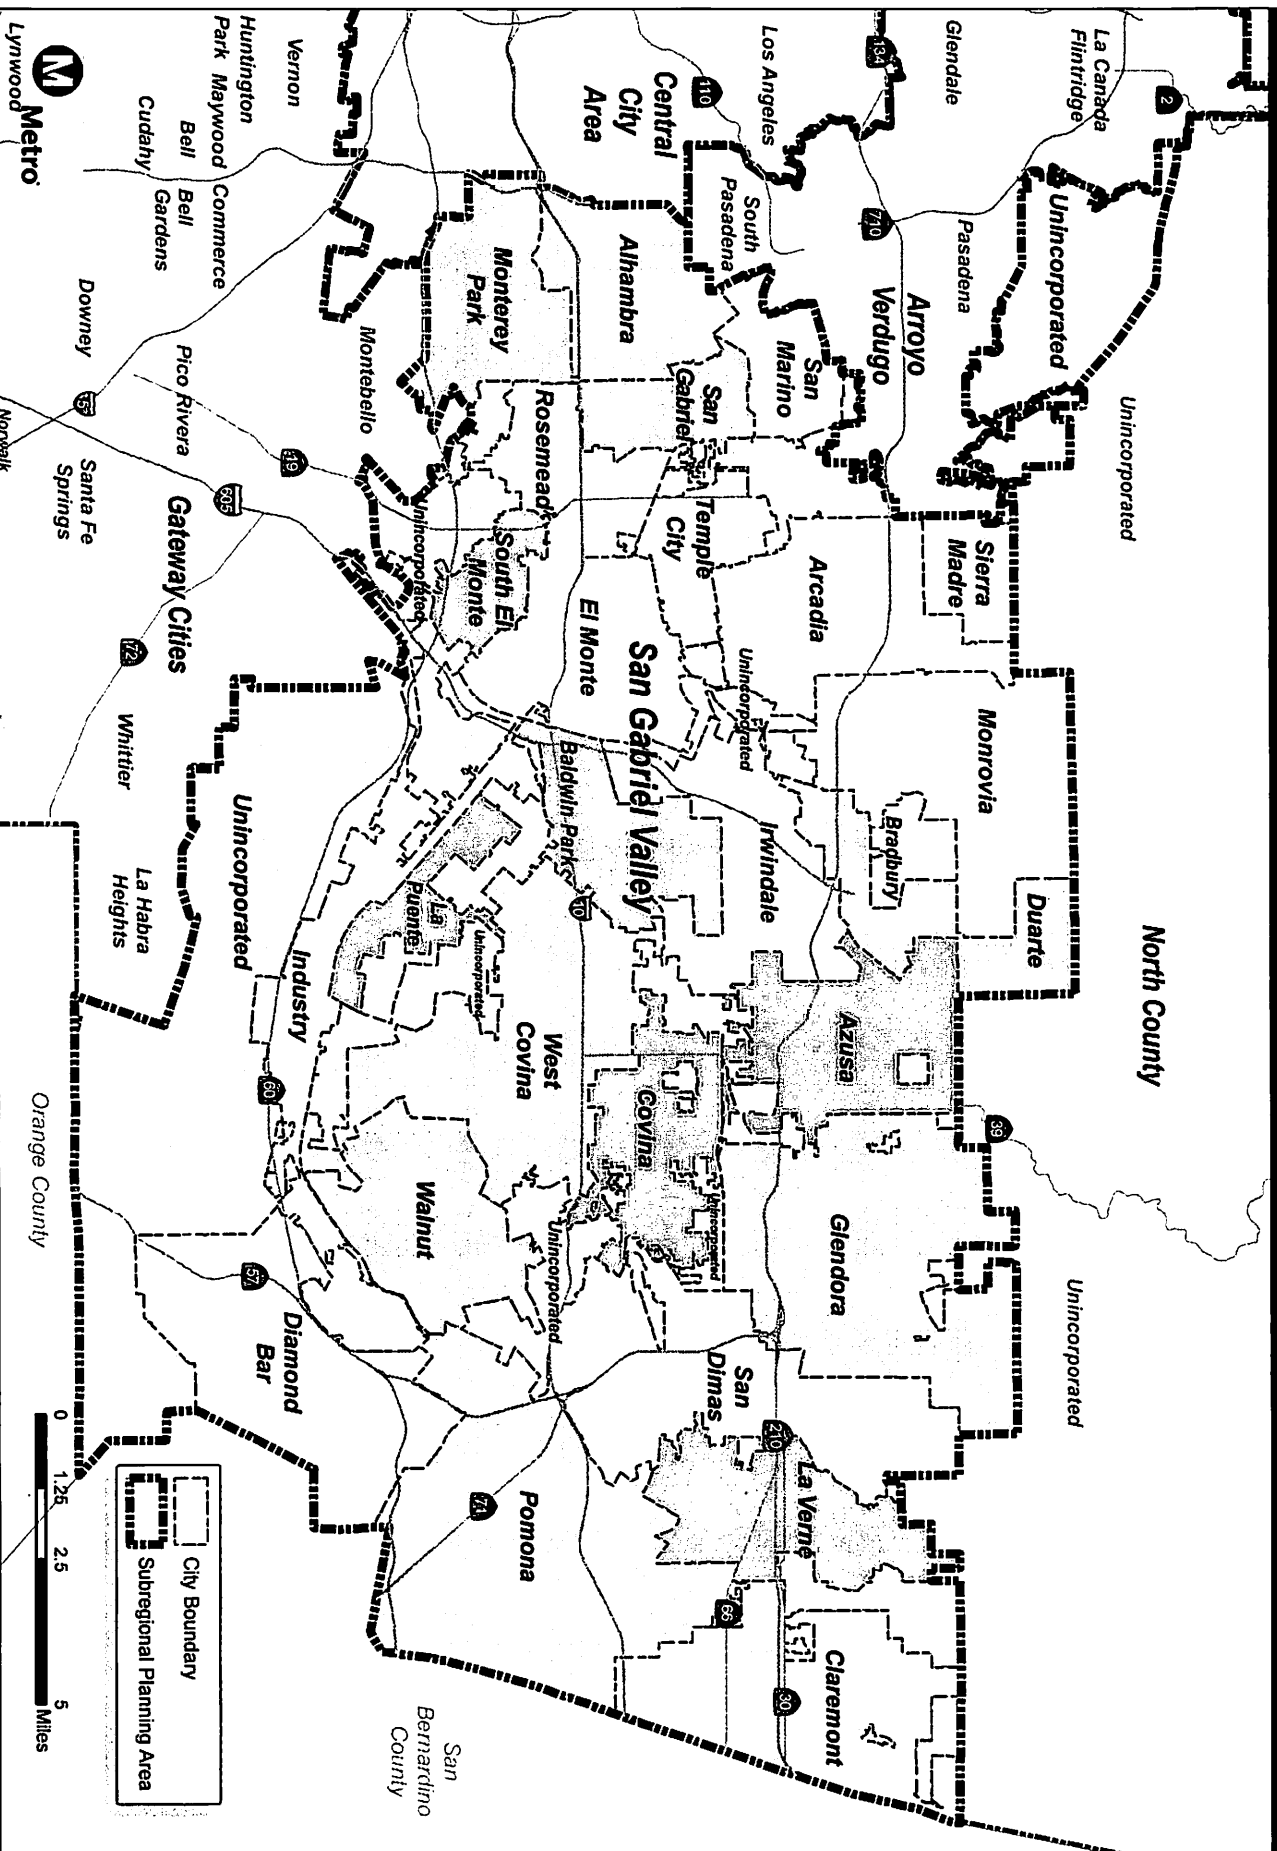 North County
La Canada
Flintridge
2
Glendale
134
Los Angeles
110
Central
City
Area
Unincorporated
Pasadena
710
Arroyo
Verdugo
South
Pasadena
San
Marino
Alhambra
San
Gabriel
Monterey
Park
Rosemead
Unincorporated
Sierra
Madre
Arcadia
Temple
City
El Monte
South El
Monte
Unincorporated
Monrovia
Unincorporated
San Gabriel Valley
Bradbury
Duarte
Irwindale
Baldwin Park
10
La
Puente
Unincorporated
Azusa
39
Covina
West
Covina
Unincorporated
Glendora
Unincorporated
Unincorporated
Walnut
Industry
60
Unincorporated
San
Dimas
210
La Verne
66
30
Claremont
Pomona
71
57
Diamond
Bar
San
Bernardino
County
Orange County
Vernon
Huntington
Park
Maywood
Commerce
Bell
Bell
Gardens
Cudahy
Lynwood
Downey
Montebello
Pico Rivera
19
605
Gateway Cities
Santa Fe
Springs
Norwalk
72
Whittier
La Habra
Heights
M
Metro
City Boundary
Subregional Planning Area
0 1.25 2.5 5
Miles